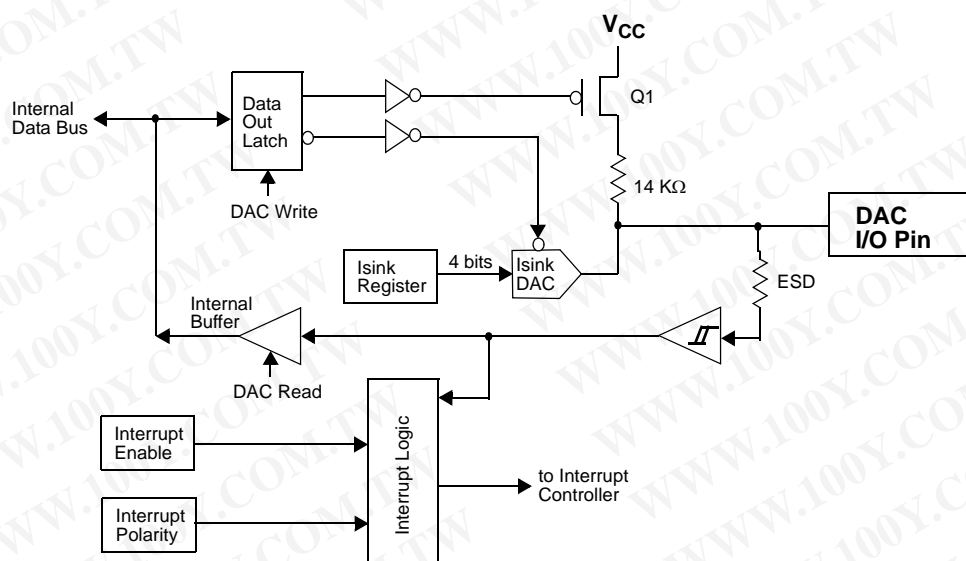 VCC
Q1
14 KΩ
Internal
Data Bus
Data
Out
Latch
DAC Write
DAC
I/O Pin
Isink
Register
4 bits
Isink
DAC
ESD
Internal
Buffer
DAC Read
Interrupt
Enable
Interrupt Logic
to Interrupt
Controller
Interrupt
Polarity
WWW.100Y.COM.TW